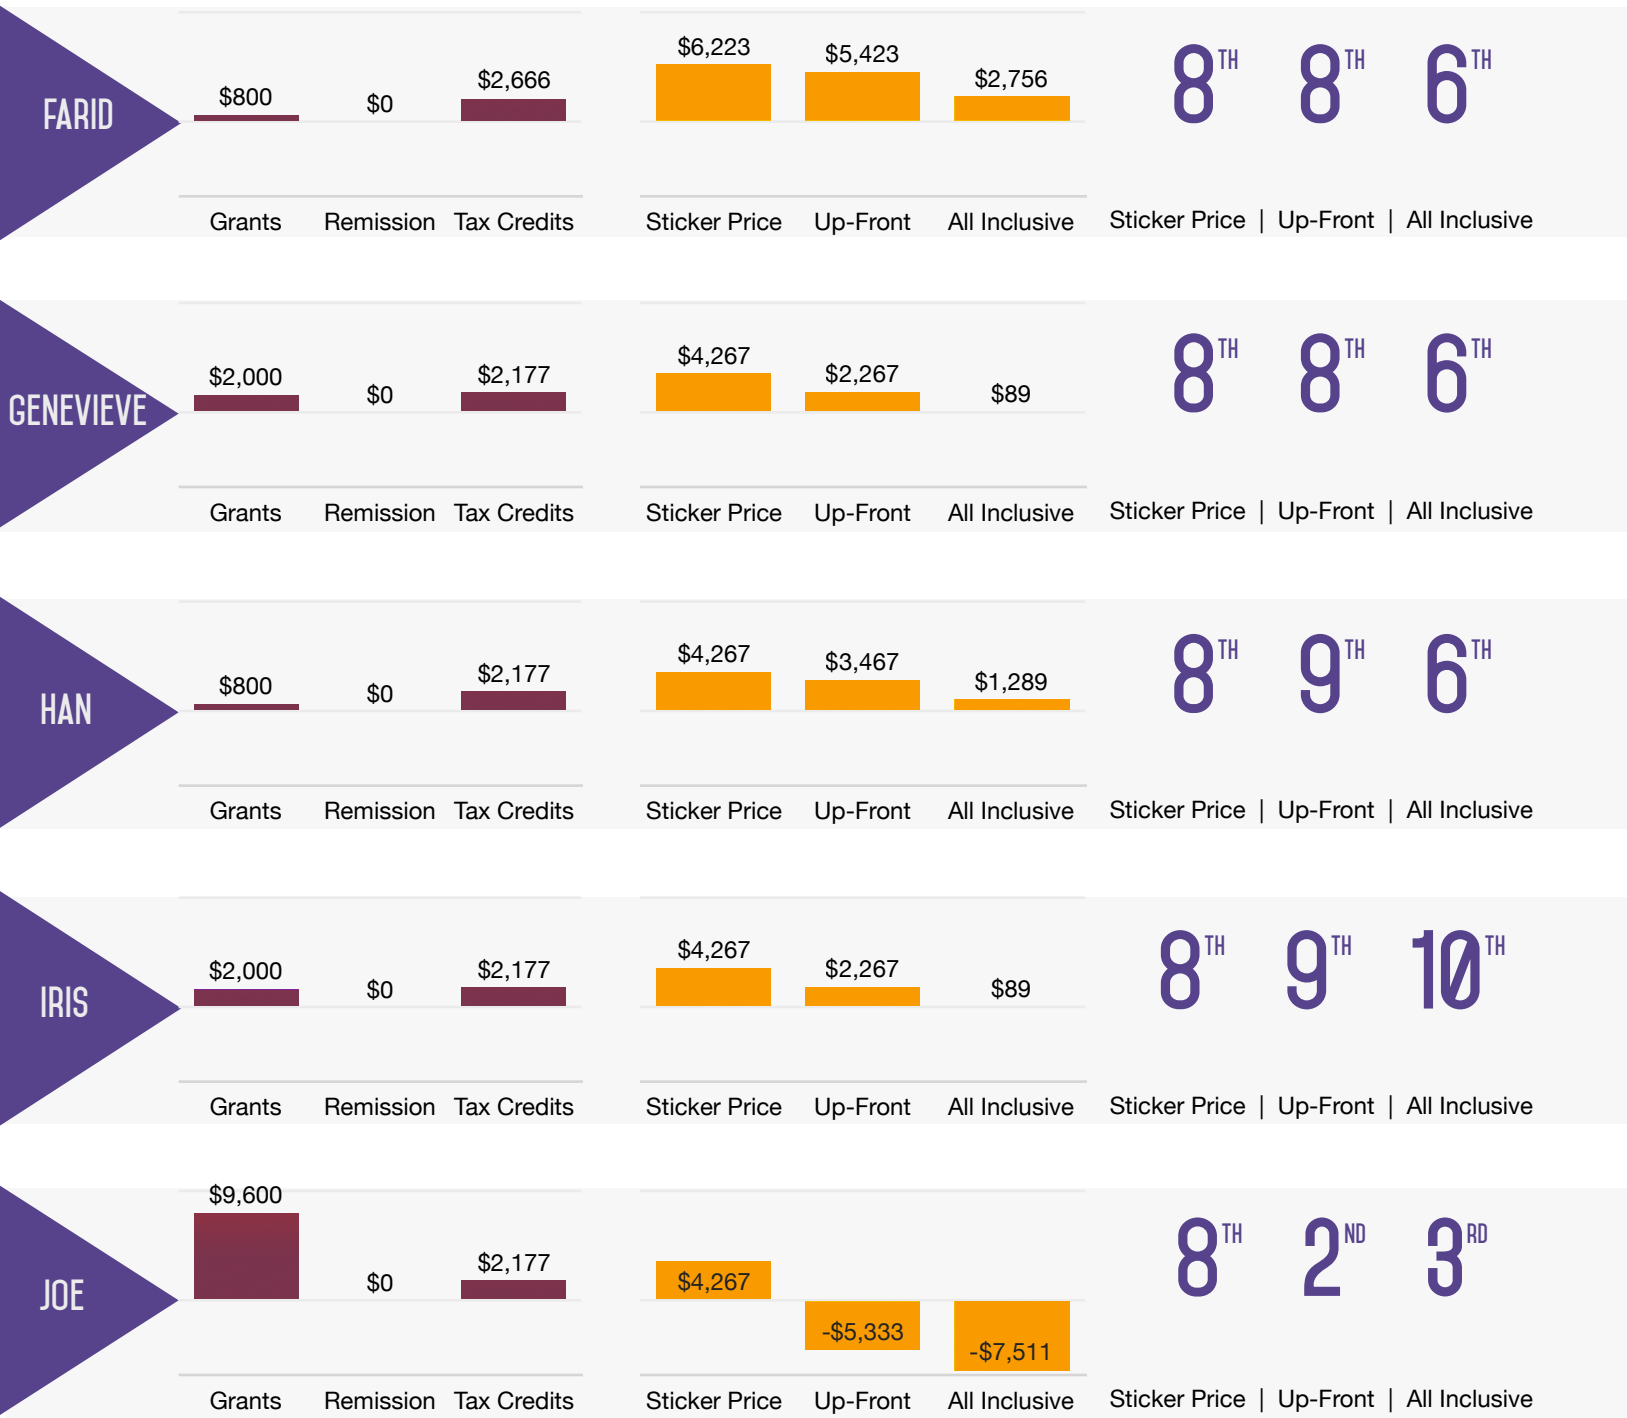 FARID
$800 $0 $2,666
Grants Remission Tax Credits
$6,223 $5,423 $2,756
Sticker Price Up-Front All Inclusive
8TH 8TH 6TH
Sticker Price | Up-Front | All Inclusive
GENEVIEVE
$2,000 $0 $2,177
Grants Remission Tax Credits
$4,267 $2,267 $89
Sticker Price Up-Front All Inclusive
8TH 8TH 6TH
Sticker Price | Up-Front | All Inclusive
HAN
$800 $0 $2,177
Grants Remission Tax Credits
$4,267 $3,467 $1,289
Sticker Price Up-Front All Inclusive
8TH 9TH 6TH
Sticker Price | Up-Front | All Inclusive
IRIS
$2,000 $0 $2,177
Grants Remission Tax Credits
$4,267 $2,267 $89
Sticker Price Up-Front All Inclusive
8TH 9TH 10TH
Sticker Price | Up-Front | All Inclusive
JOE
$9,600 $0 $2,177
Grants Remission Tax Credits
$4,267 -$5,333 -$7,511
Sticker Price Up-Front All Inclusive
8TH 2ND 3RD
Sticker Price | Up-Front | All Inclusive